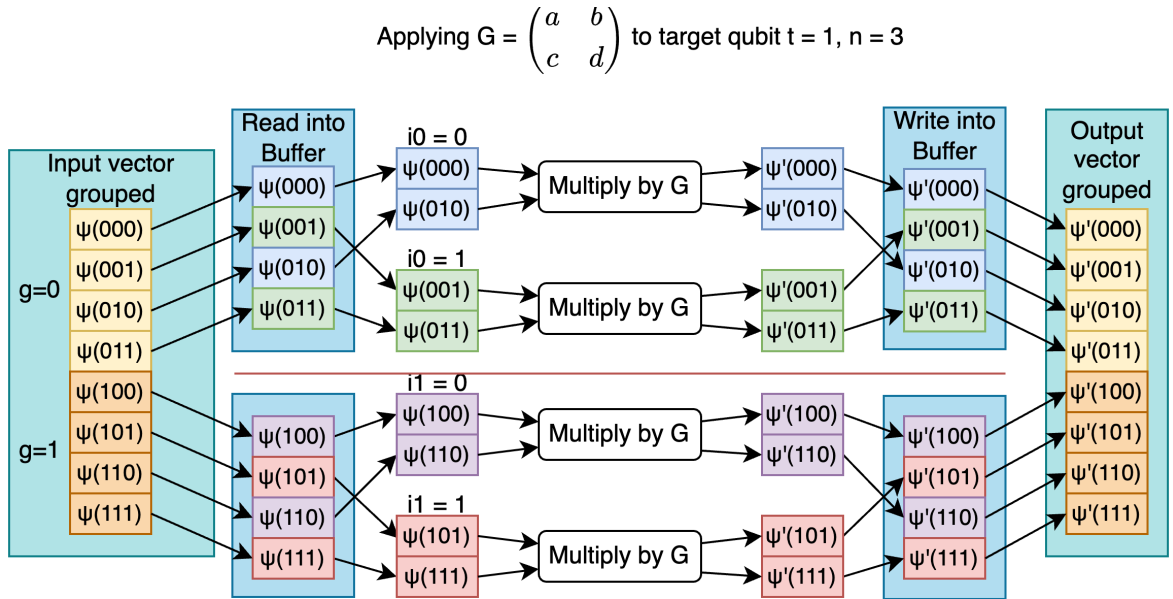 Applying G = (a b
c d) to target qubit t = 1, n = 3
Input vector
grouped
g=0
ψ(000)
ψ(001)
ψ(010)
ψ(011)
g=1
ψ(100)
ψ(101)
ψ(110)
ψ(111)
Read into
Buffer
ψ(000)
ψ(001)
ψ(010)
ψ(011)
i0 = 0
ψ(000)
ψ(010)
Multiply by G
ψ'(000)
ψ'(010)
i0 = 1
ψ(001)
ψ(011)
Multiply by G
ψ'(001)
ψ'(011)
Write into
Buffer
ψ'(000)
ψ'(001)
ψ'(010)
ψ'(011)
ψ(100)
ψ(101)
ψ(110)
ψ(111)
i1 = 0
ψ(100)
ψ(110)
Multiply by G
ψ'(100)
ψ'(110)
i1 = 1
ψ(101)
ψ(111)
Multiply by G
ψ'(101)
ψ'(111)
ψ'(100)
ψ'(101)
ψ'(110)
ψ'(111)
Output
vector
grouped
ψ'(000)
ψ'(001)
ψ'(010)
ψ'(011)
ψ'(100)
ψ'(101)
ψ'(110)
ψ'(111)